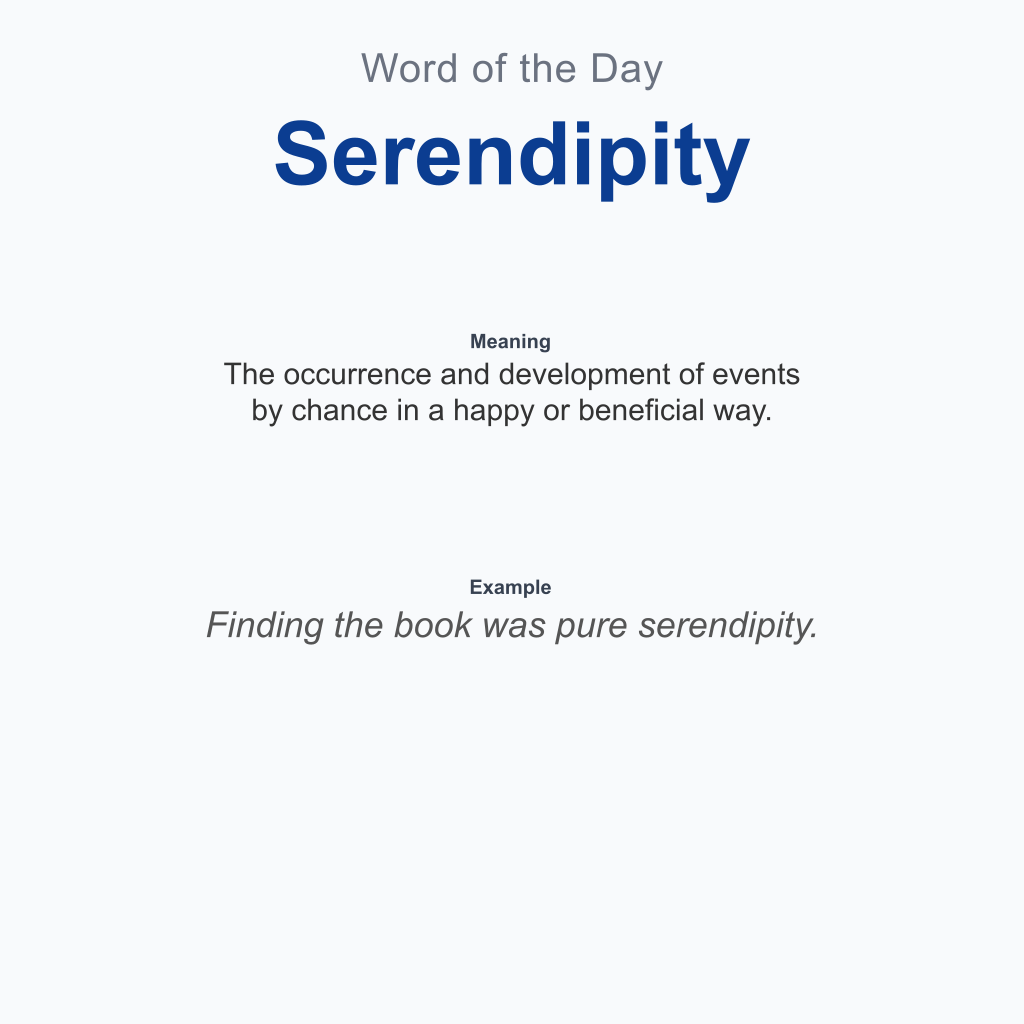 Word of the Day
Serendipity
Meaning
The occurrence and development of events
by chance in a happy or beneficial way.
Example
Finding the book was pure serendipity.